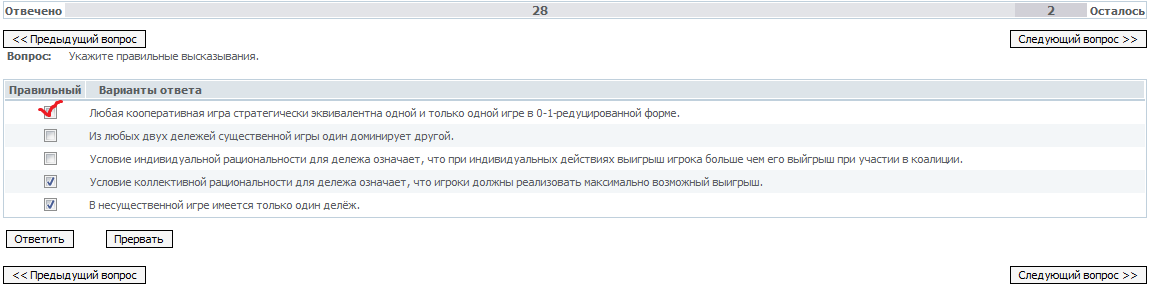 Отвечено 28 2 Осталось
<< Предыдущий вопрос Следующий вопрос >>
Вопрос: Укажите правильные высказывания.
Правильный Варианты ответа
Любая кооперативная игра стратегически эквивалентна одной и только одной игре в 0-1-редуцированной форме.
Из любых двух дележей существенной игры один доминирует другой.
Условие индивидуальной рациональности для дележа означает, что при индивидуальных действиях выигрыш игрока больше чем его выйгрыш при участии в коалиции.
Условие коллективной рациональности для дележа означает, что игроки должны реализовать максимально возможный выигрыш.
В несущественной игре имеется только один делёж.
Ответить Прервать
<< Предыдущий вопрос Следующий вопрос >>